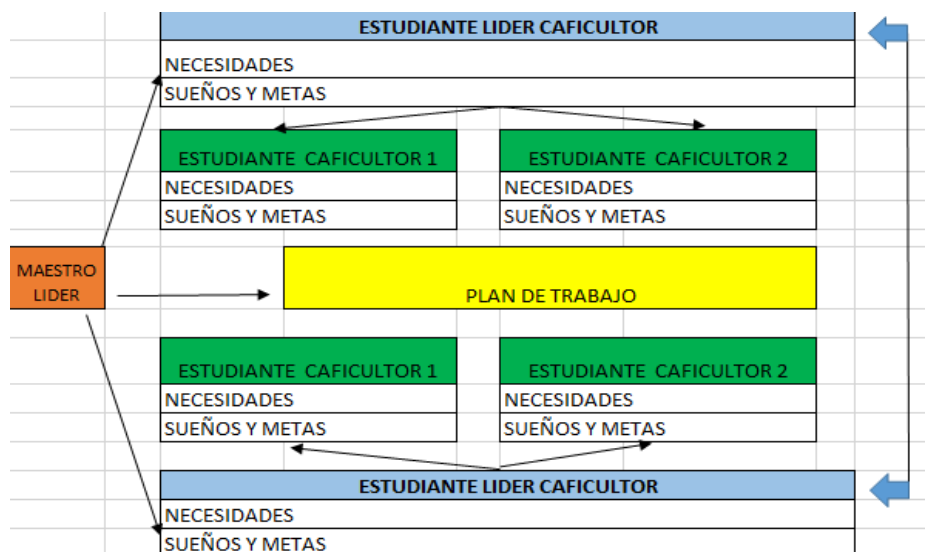 ESTUDIANTE LIDER CAFICULTOR
NECESIDADES
SUEÑOS Y METAS
ESTUDIANTE CAFICULTOR 1
NECESIDADES
SUEÑOS Y METAS
ESTUDIANTE CAFICULTOR 2
NECESIDADES
SUEÑOS Y METAS
MAESTRO
LIDER
PLAN DE TRABAJO
ESTUDIANTE CAFICULTOR 1
NECESIDADES
SUEÑOS Y METAS
ESTUDIANTE CAFICULTOR 2
NECESIDADES
SUEÑOS Y METAS
ESTUDIANTE LIDER CAFICULTOR
NECESIDADES
SUEÑOS Y METAS